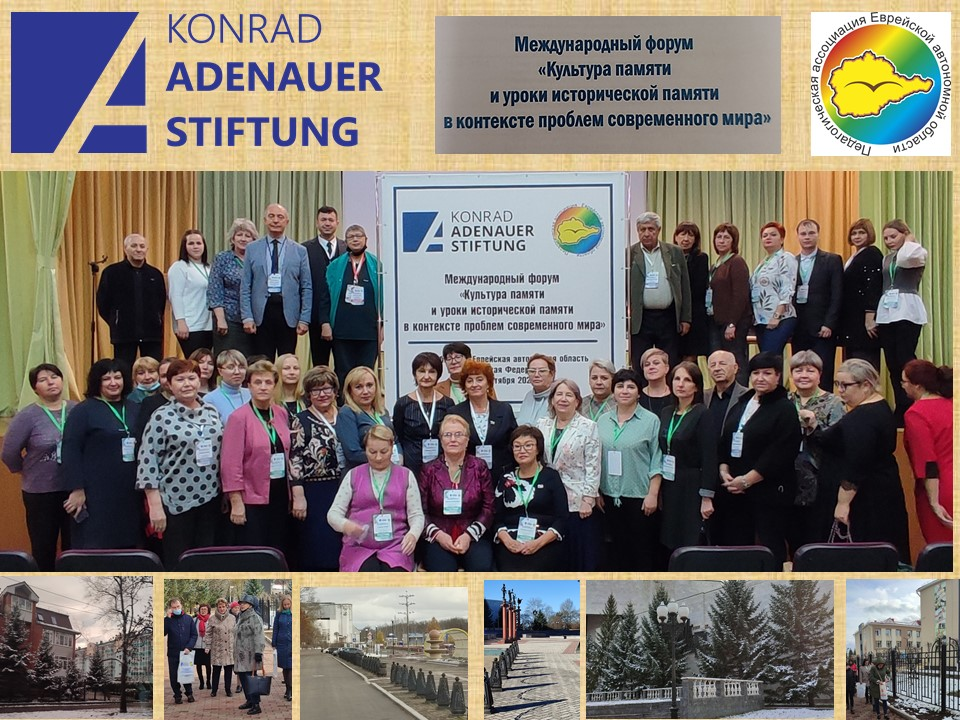 KONRAD
ADENAUER
STIFTUNG
Международный форум
«Культура памяти
и уроки исторической памяти
в контексте проблем современного мира»
Педагогическая ассоциация Еврейской автономной области
KONRAD
ADENAUER
STIFTUNG
Международный форум
«Культура памяти
и уроки исторической памяти
в контексте проблем современного мира»
Еврейская область